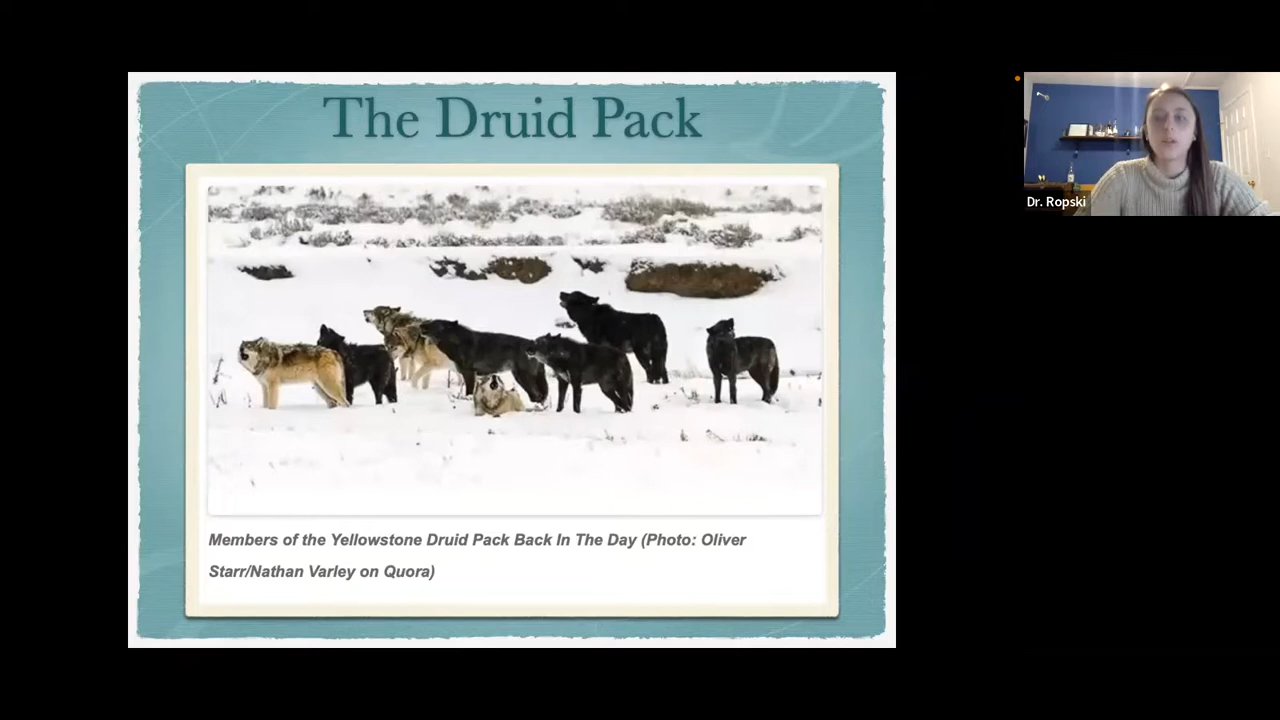 The Druid Pack
Members of the Yellowstone Druid Pack Back In The Day (Photo: Oliver
Starr/Nathan Varley on Quora)
Dr. Ropski